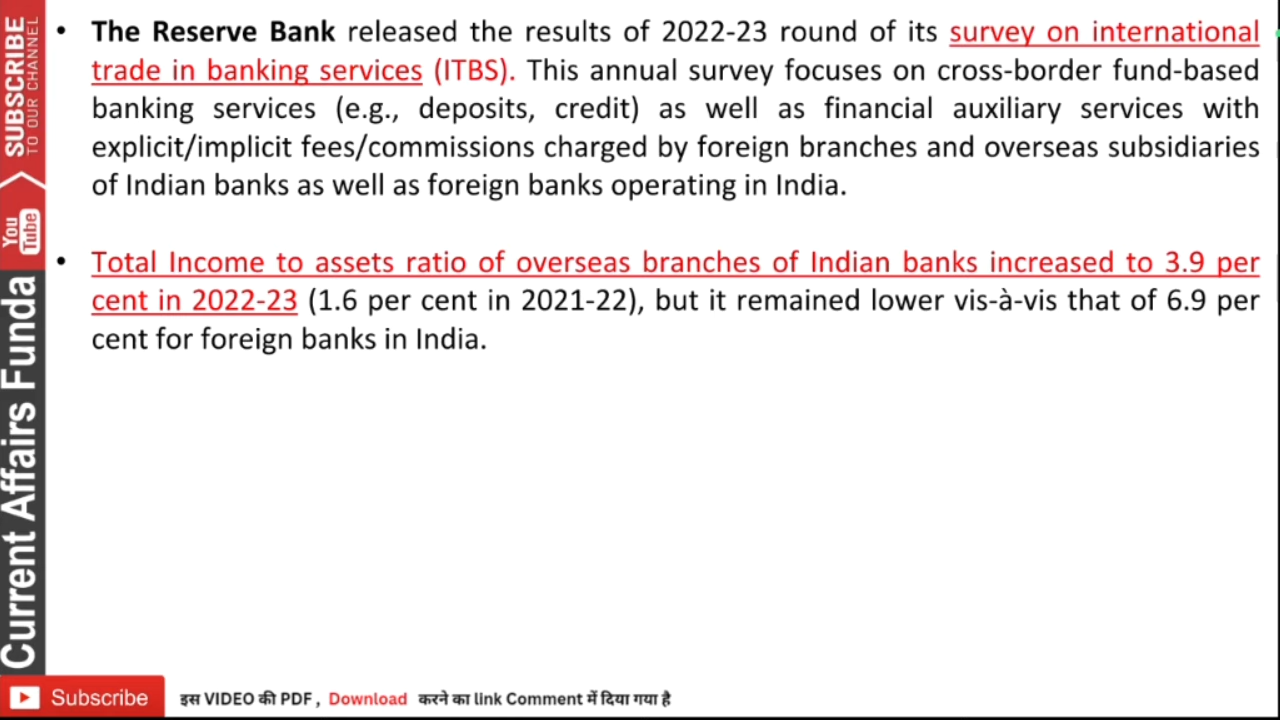 • The Reserve Bank released the results of 2022-23 round of its survey on international
trade in banking services (ITBS). This annual survey focuses on cross-border fund-based
banking services (e.g., deposits, credit) as well as financial auxiliary services with
explicit/implicit fees/commissions charged by foreign branches and overseas subsidiaries
of Indian banks as well as foreign banks operating in India.
• Total Income to assets ratio of overseas branches of Indian banks increased to 3.9 per
cent in 2022-23 (1.6 per cent in 2021-22), but it remained lower vis-à-vis that of 6.9 per
cent for foreign banks in India.
SUBSCRIBE
TO OUR CHANNEL
You
Tube
Current Affairs Funda
Subscribe
इस VIDEO की PDF , Download करने का link Comment में दिया गया है